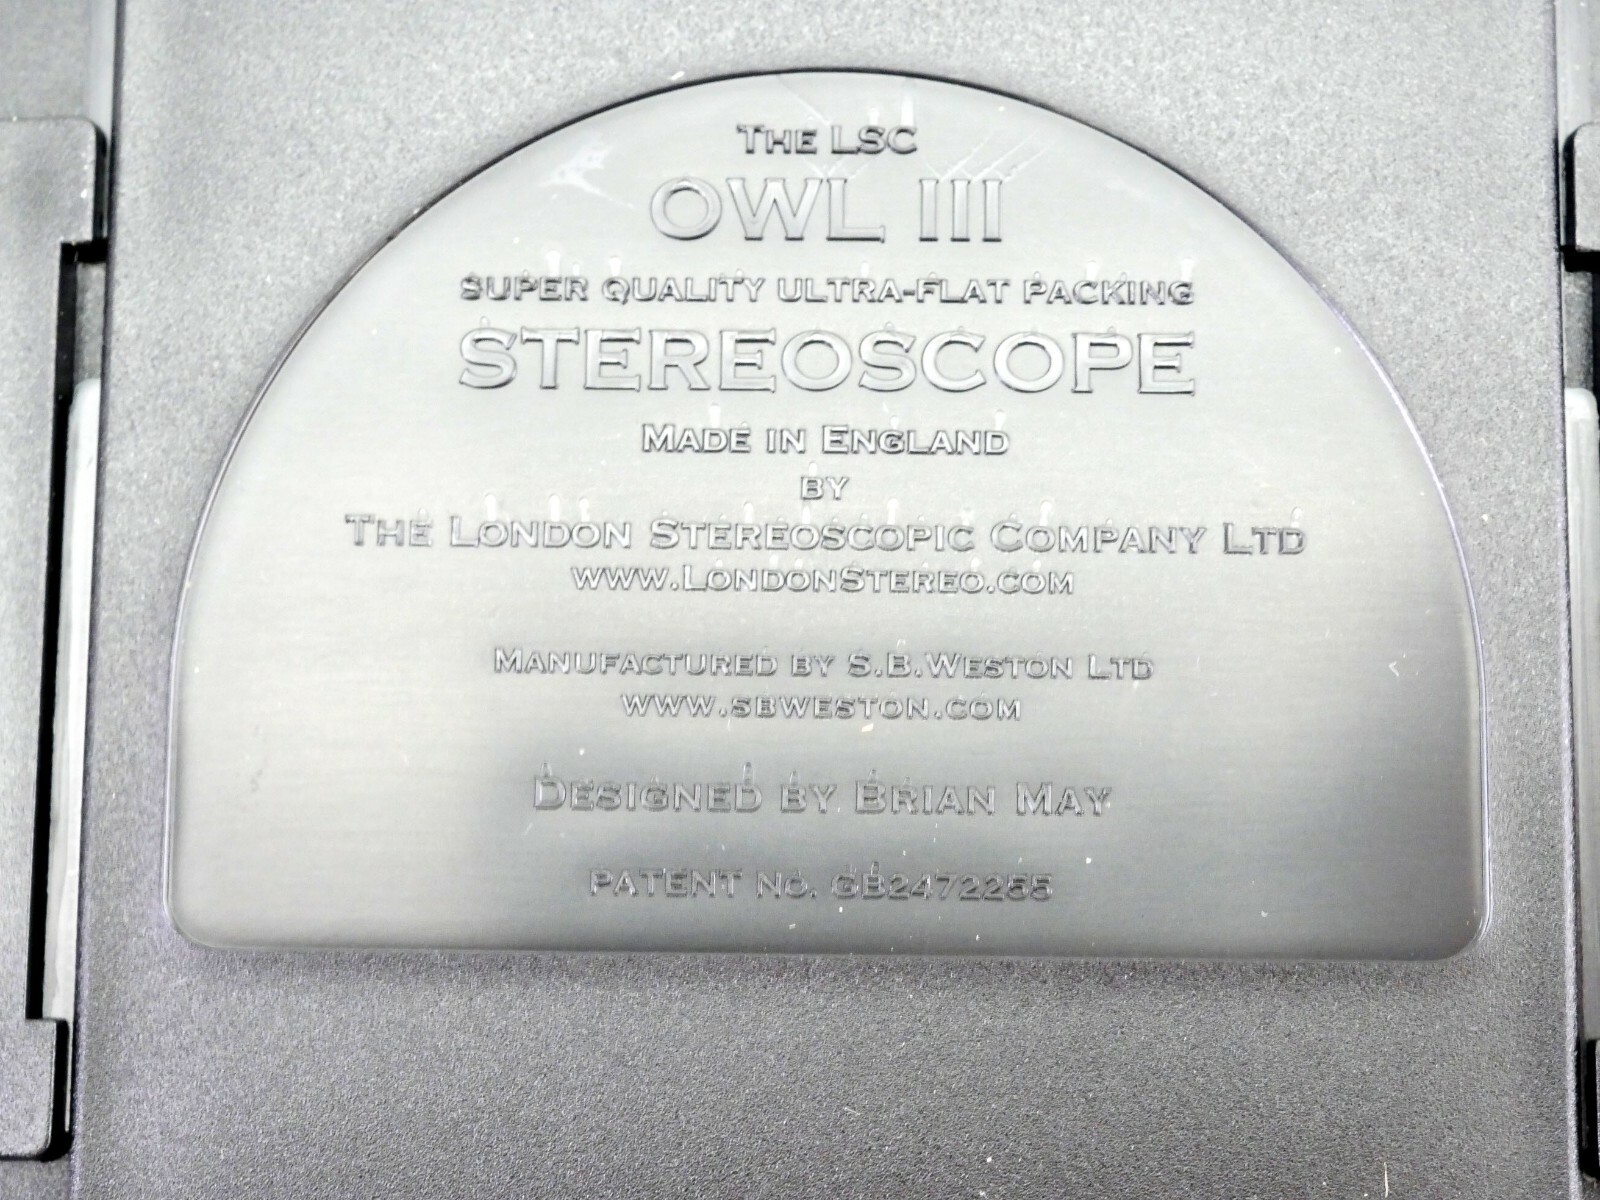 The LSC
OWL III
SUPER QUALITY ULTRA-FLAT PACKING
STEREOSCOPE
Made in England
by
The London Stereoscopic Company Ltd
www.LondonStereo.com
Manufactured by S.B.Weston Ltd
www.sbweston.com
Designed by Brian May
Patent No. GB2472255